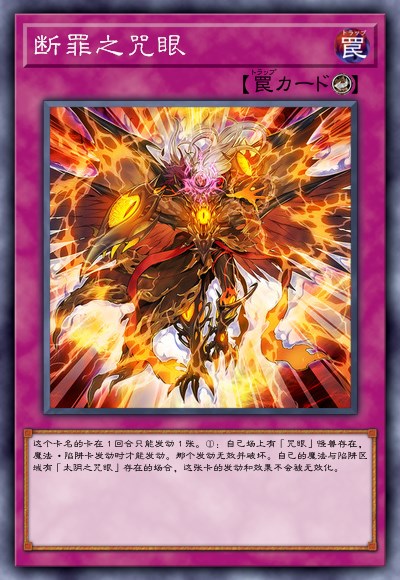 断罪之咒眼
トラップ
罠
トラップ
【罠カード】
这个卡名的卡在1回合只能发动1张。①：自己场上有「咒眼」怪兽存在，
魔法·陷阱卡发动时才能发动。那个发动无效并破坏。自己的魔法与陷阱区
域有「太阴之咒眼」存在的场合，这张卡的发动和效果不会被无效化。